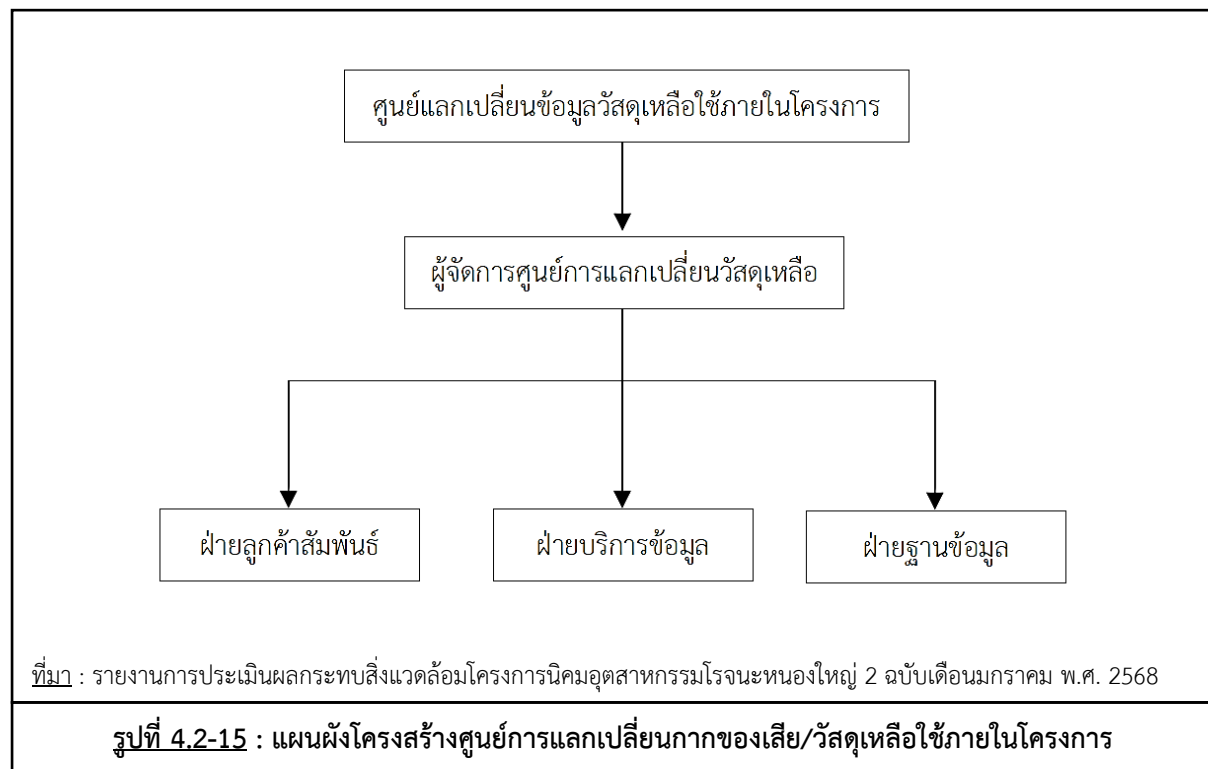 ศูนย์แลกเปลี่ยนข้อมูลวัสดุเหลือใช้ภายในโครงการ
ผู้จัดการศูนย์การแลกเปลี่ยนวัสดุเหลือ
ฝ่ายลูกค้าสัมพันธ์
ฝ่ายบริการข้อมูล
ฝ่ายฐานข้อมูล
ที่มา : รายงานการประเมินผลกระทบสิ่งแวดล้อมโครงการนิคมอุตสาหกรรมโรจนะหนองใหญ่ 2 ฉบับเดือนมกราคม พ.ศ. 2568
รูปที่ 4.2-15 : แผนผังโครงสร้างศูนย์การแลกเปลี่ยนกากของเสีย/วัสดุเหลือใช้ภายในโครงการ